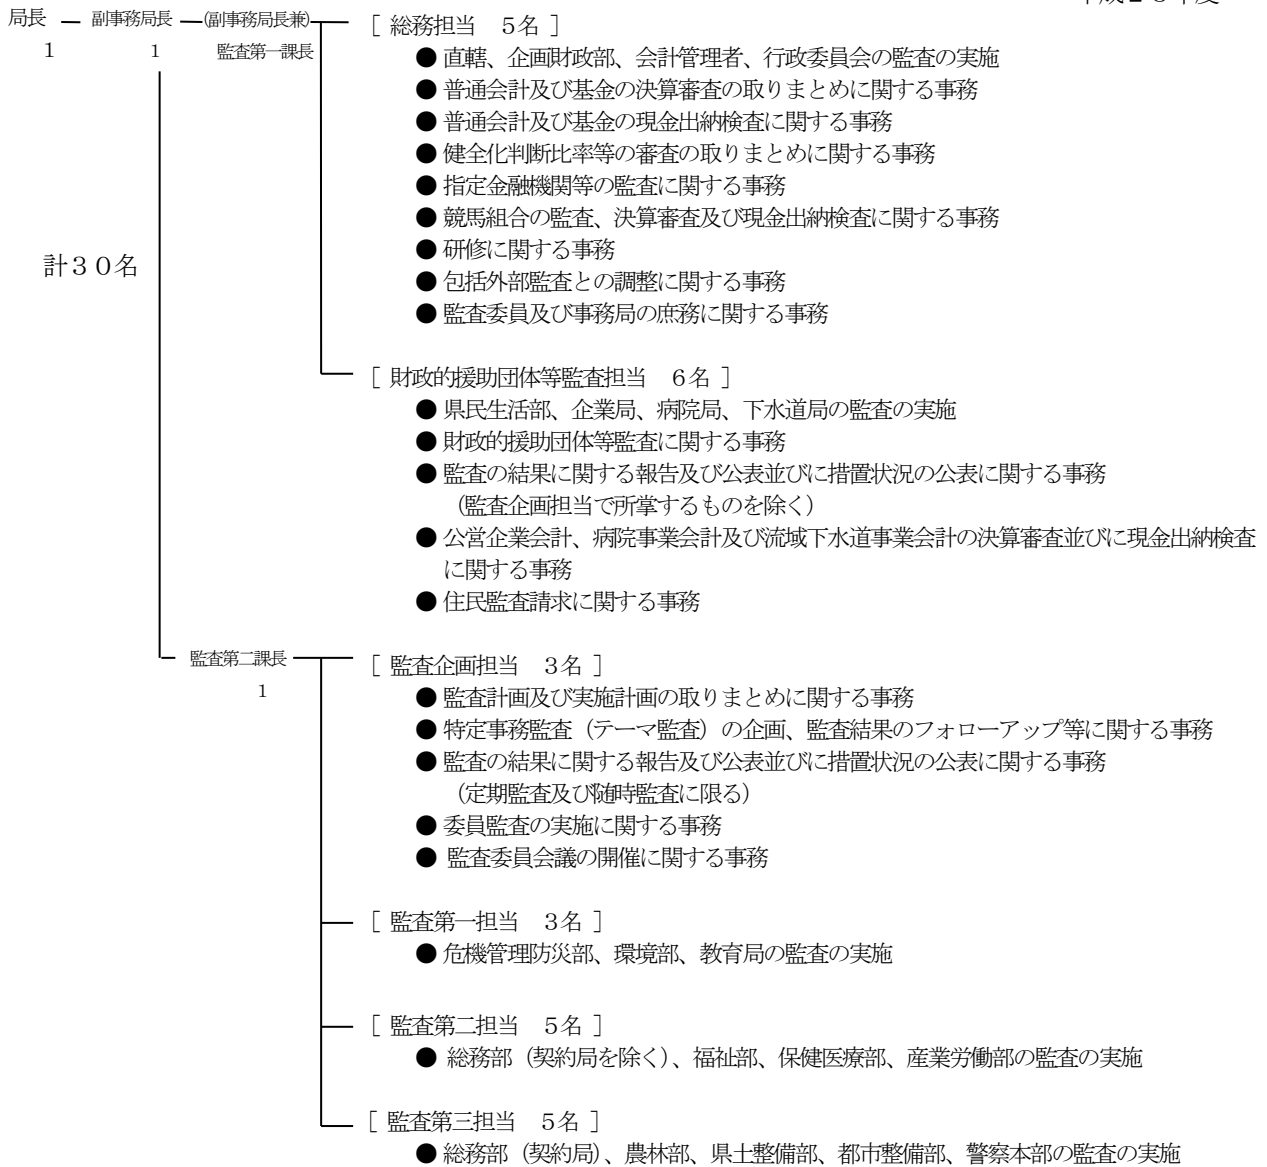 局長 副事務局長 (副事務局長兼) [ 総務担当 5名 ]
1 1 監査第一課長
● 直轄、企画財政部、会計管理者、行政委員会の監査の実施
● 普通会計及び基金の決算審査の取りまとめに関する事務
● 普通会計及び基金の現金出納検査に関する事務
● 健全化判断比率等の審査の取りまとめに関する事務
● 指定金融機関等の監査に関する事務
● 競馬組合の監査、決算審査及び現金出納検査に関する事務
● 研修に関する事務
計30名
● 包括外部監査との調整に関する事務
● 監査委員及び事務局の庶務に関する事務
[ 財政的援助団体等監査担当 6名 ]
● 県民生活部、企業局、病院局、下水道局の監査の実施
● 財政的援助団体等監査に関する事務
● 監査の結果に関する報告及び公表並びに措置状況の公表に関する事務
(監査企画担当で所掌するものを除く)
● 公営企業会計、病院事業会計及び流域下水道事業会計の決算審査並びに現金出納検査
に関する事務
● 住民監査請求に関する事務
監査第二課長 [ 監査企画担当 3名 ]
1
● 監査計画及び実施計画の取りまとめに関する事務
● 特定事務監査(テーマ監査)の企画、監査結果のフォローアップ等に関する事務
● 監査の結果に関する報告及び公表並びに措置状況の公表に関する事務
(定期監査及び随時監査に限る)
● 委員監査の実施に関する事務
● 監査委員会議の開催に関する事務
[ 監査第一担当 3名 ]
● 危機管理防災部、環境部、教育局の監査の実施
[ 監査第二担当 5名 ]
● 総務部(契約局を除く)、福祉部、保健医療部、産業労働部の監査の実施
[ 監査第三担当 5名 ]
● 総務部(契約局)、農林部、県土整備部、都市整備部、警察本部の監査の実施